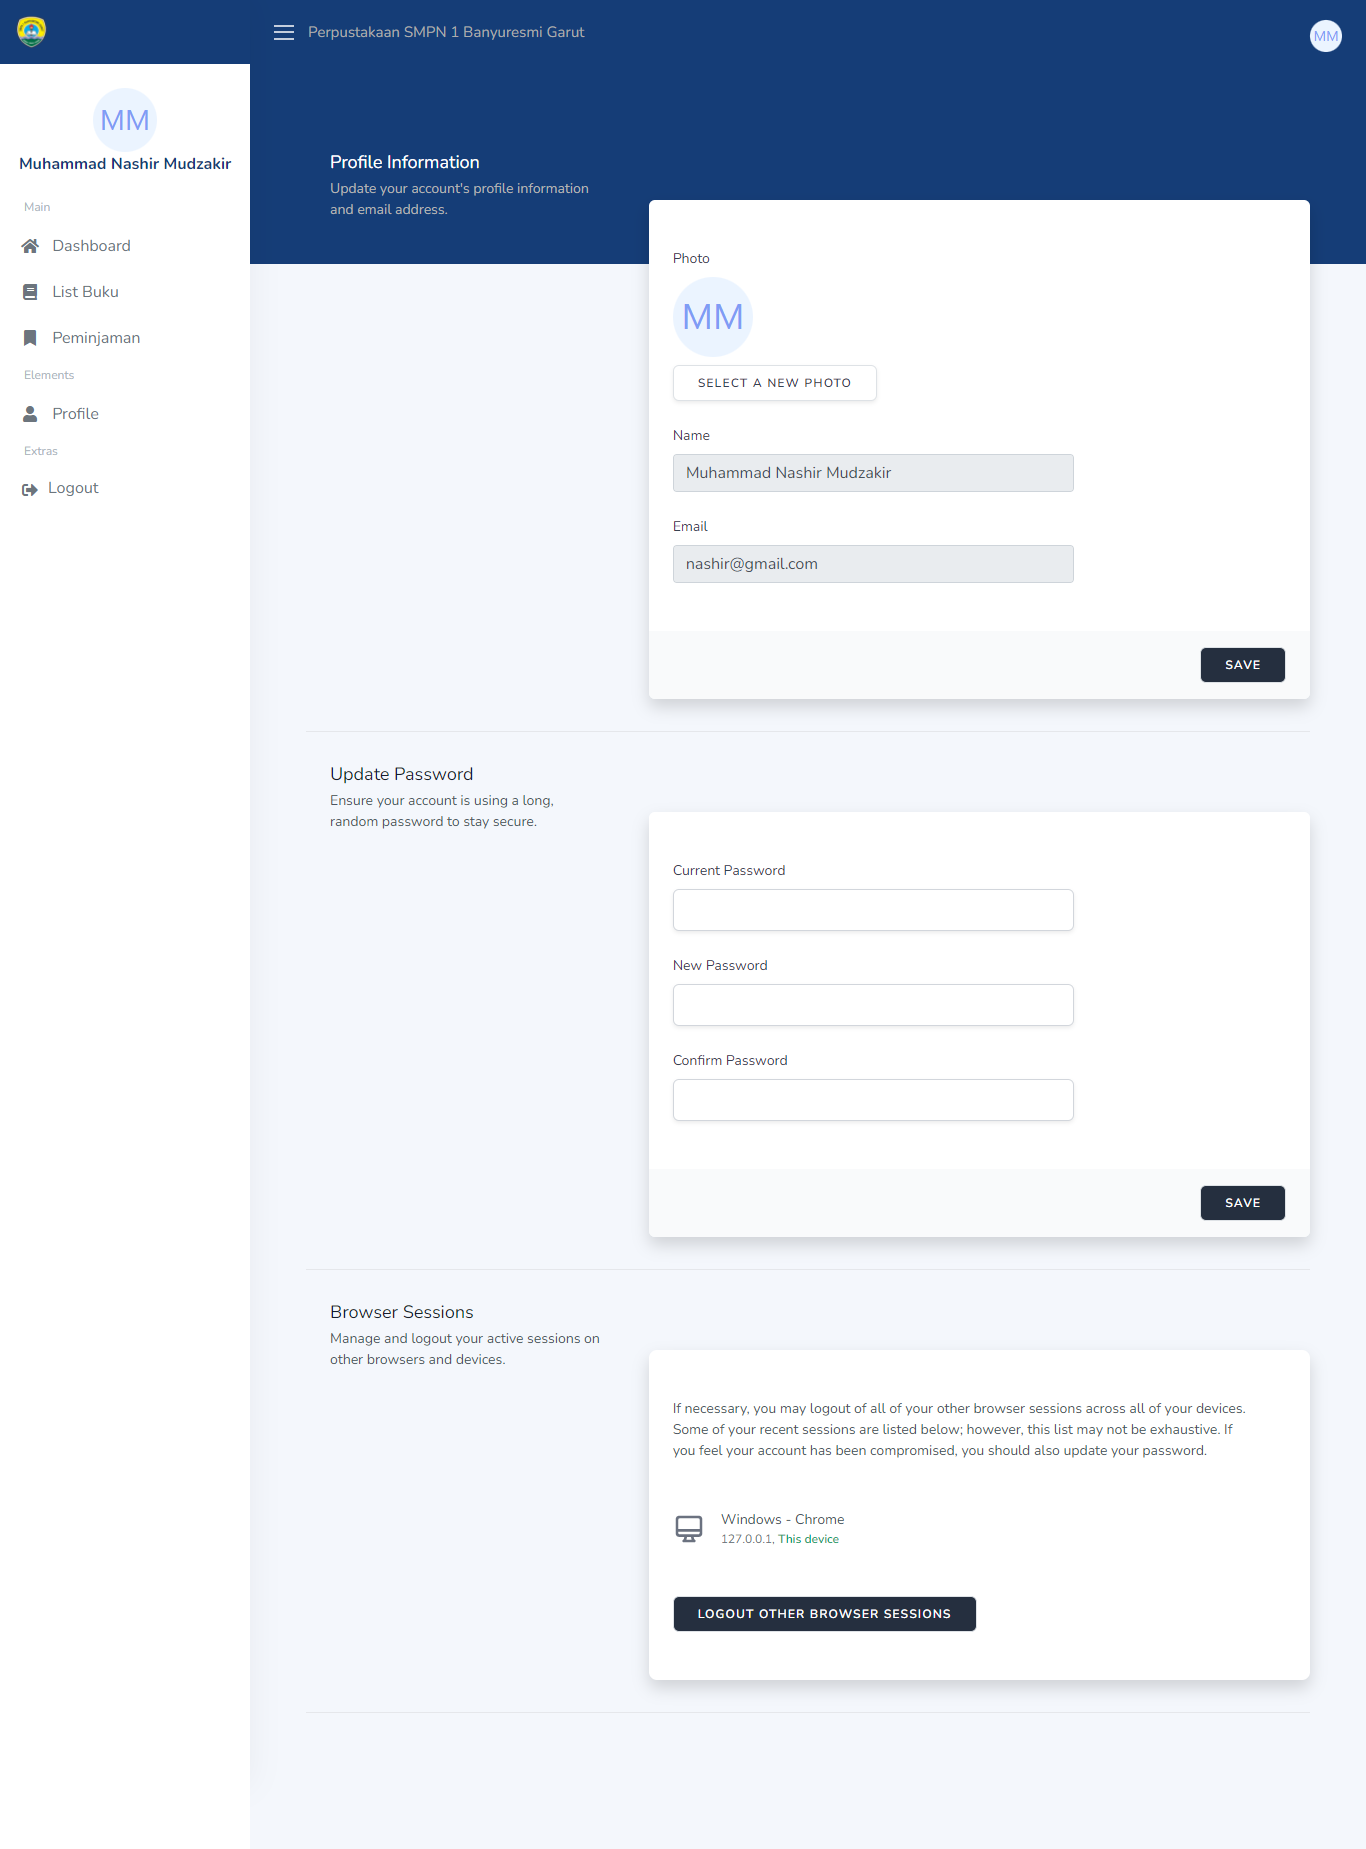 Perpustakaan SMPN 1 Banyuresmi Garut
MM
MM
Muhammad Nashir Mudzakir
Main
Dashboard
List Buku
Peminjaman
Elements
Profile
Extras
Logout
Profile Information
Update your account's profile information
and email address.
Photo
MM
SELECT A NEW PHOTO
Name
Muhammad Nashir Mudzakir
Email
nashir@gmail.com
SAVE
Update Password
Ensure your account is using a long,
random password to stay secure.
Current Password
New Password
Confirm Password
SAVE
Browser Sessions
Manage and logout your active sessions on
other browsers and devices.
If necessary, you may logout of all of your other browser sessions across all of your devices.
Some of your recent sessions are listed below; however, this list may not be exhaustive. If
you feel your account has been compromised, you should also update your password.
Windows - Chrome
127.0.0.1, This device
LOGOUT OTHER BROWSER SESSIONS